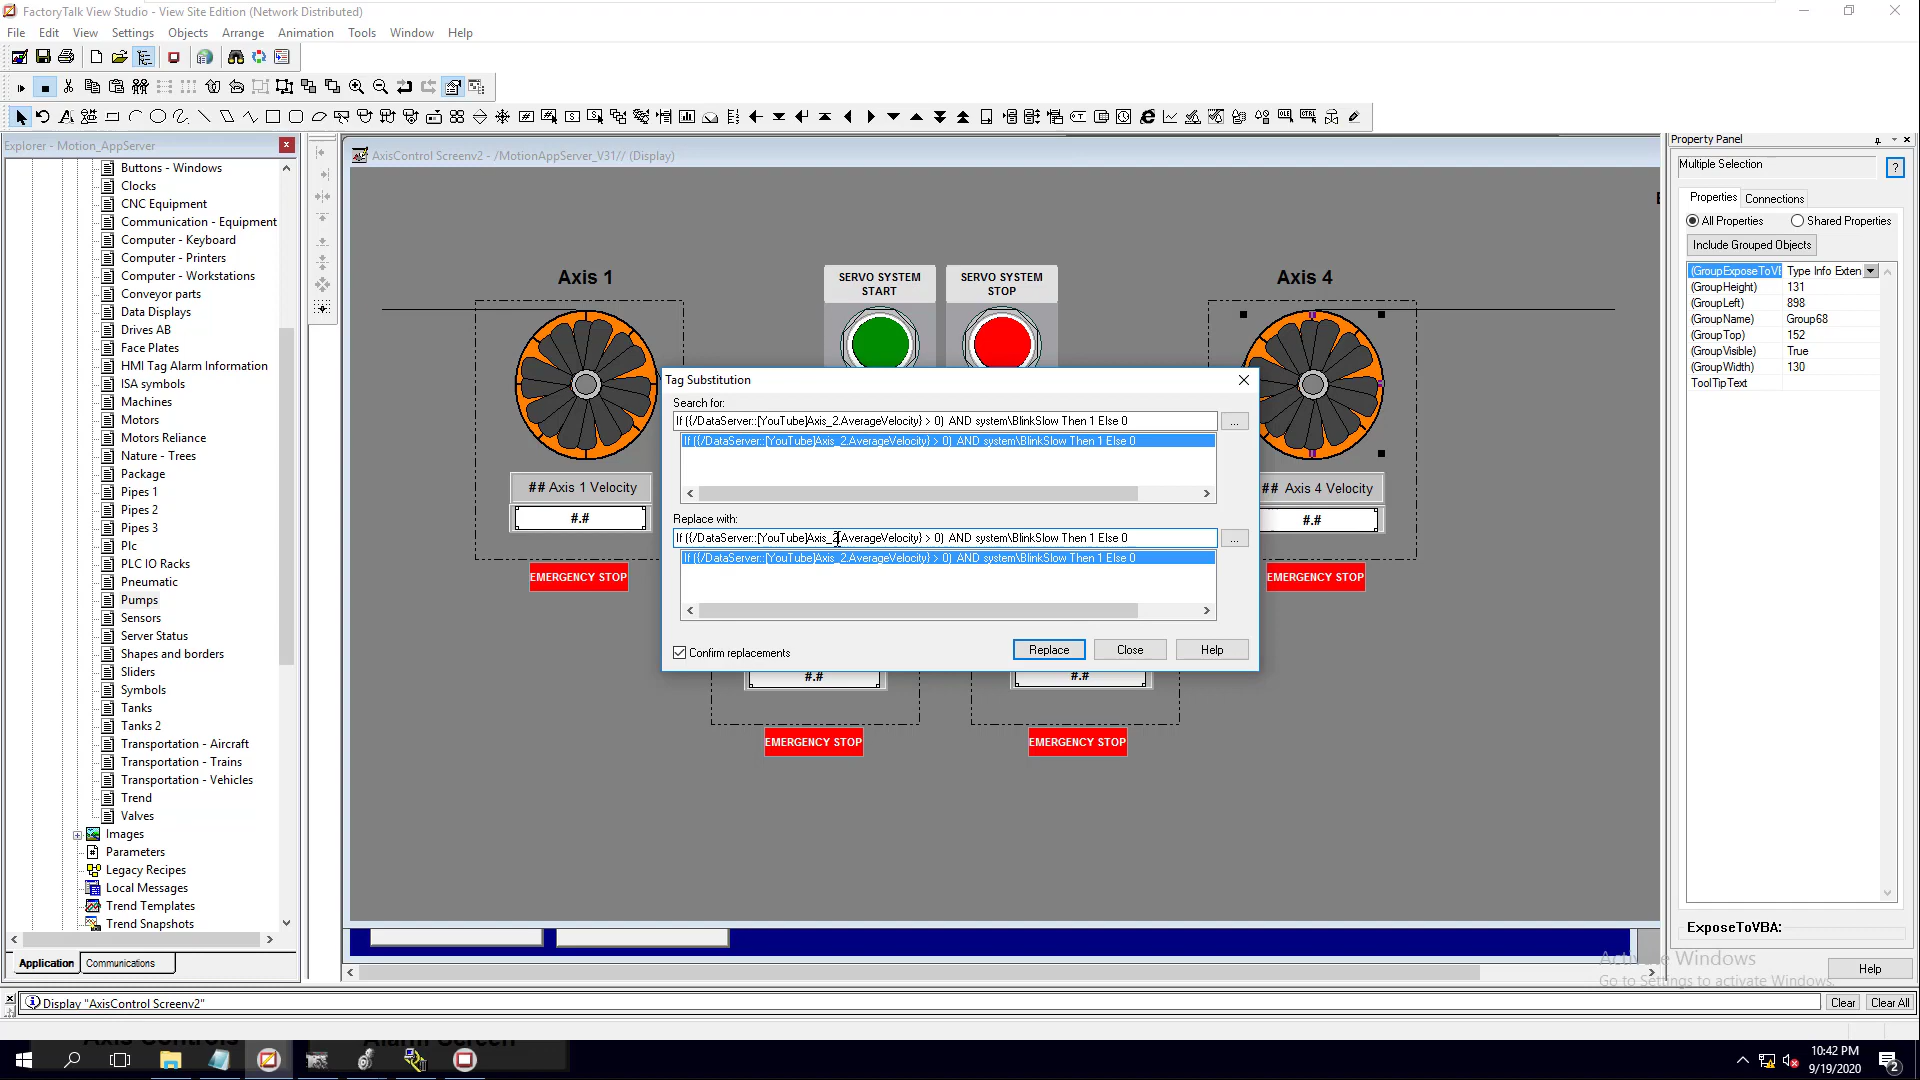 FactoryTalk View Studio - View Site Edition (Network Distributed)
File Edit View Settings Objects Arrange Animation Tools Window Help
Explorer - Motion_AppServer
Buttons - Windows
Clocks
CNC Equipment
Communication - Equipment
Computer - Keyboard
Computer - Printers
Computer - Workstations
Conveyor parts
Data Displays
Drives AB
Face Plates
HMI Tag Alarm Information
ISA symbols
Machines
Motors
Motors Reliance
Nature - Trees
Package
Pipes 1
Pipes 2
Pipes 3
Plc
PLC IO Racks
Pneumatic
Pumps
Sensors
Server Status
Shapes and borders
Sliders
Symbols
Tanks
Tanks 2
Transportation - Aircraft
Transportation - Trains
Transportation - Vehicles
Trend
Valves
Images
Parameters
Legacy Recipes
Local Messages
Trend Templates
Trend Snapshots
Application
Communications
AxisControl Screenv2 - /MotionAppServer_V31// (Display)
Axis 1
SERVO SYSTEM
START
SERVO SYSTEM
STOP
Axis 4
## Axis 1 Velocity
#.#
EMERGENCY STOP
## Axis 4 Velocity
#.#
EMERGENCY STOP
Tag Substitution
Search for:
If ({/DataServer::[YouTube]Axis_2.AverageVelocity} > 0) AND system\BlinkSlow Then 1 Else 0
...
If ({/DataServer::[YouTube]Axis_2.AverageVelocity} > 0) AND system\BlinkSlow Then 1 Else 0
Replace with:
If ({/DataServer::[YouTube]Axis_2.AverageVelocity} > 0) AND system\BlinkSlow Then 1 Else 0
...
If ({/DataServer::[YouTube]Axis_2.AverageVelocity} > 0) AND system\BlinkSlow Then 1 Else 0
Confirm replacements
Replace
Close
Help
#.#
#.#
EMERGENCY STOP
EMERGENCY STOP
Property Panel
Multiple Selection
?
Properties
Connections
All Properties
Shared Properties
Include Grouped Objects
(GroupExposeToVB Type Info Exten
(GroupHeight) 131
(GroupLeft) 898
(GroupName) Group68
(GroupTop) 152
(GroupVisible) True
(GroupWidth) 130
ToolTipText
ExposeToVBA:
Activate Windows
Go to Settings to activate Windows.
Help
Display "AxisControl Screenv2"
Clear
Clear All
10:42 PM
9/19/2020
2